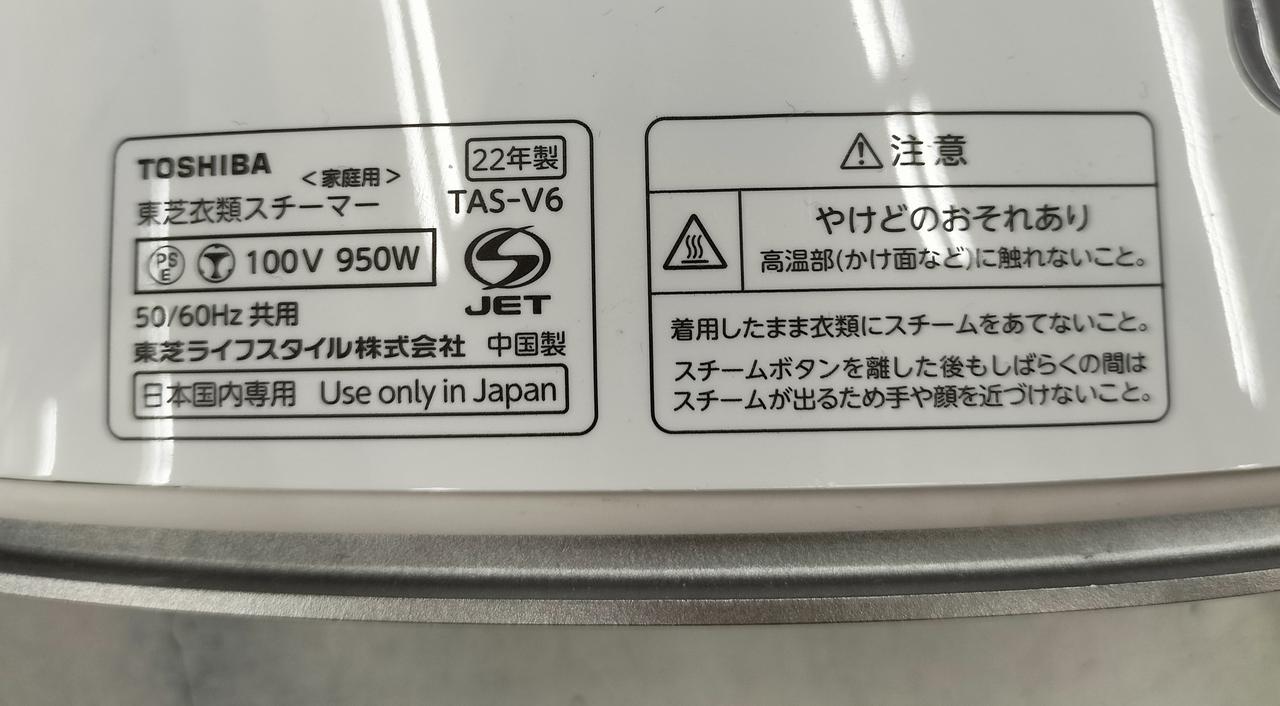 TOSHIBA
<家庭用>
22年製
東芝衣類スチーマー
TAS-V6
PS
E
T
100V 950W
JET
50/60Hz 共用
東芝ライフスタイル株式会社 中国製
日本国内専用 Use only in Japan
注意
やけどのおそれあり
高温部(かけ面など)に触れないこと。
着用したまま衣類にスチームをあてないこと。
スチームボタンを離した後もしばらくの間は
スチームが出るため手や顔を近づけないこと。